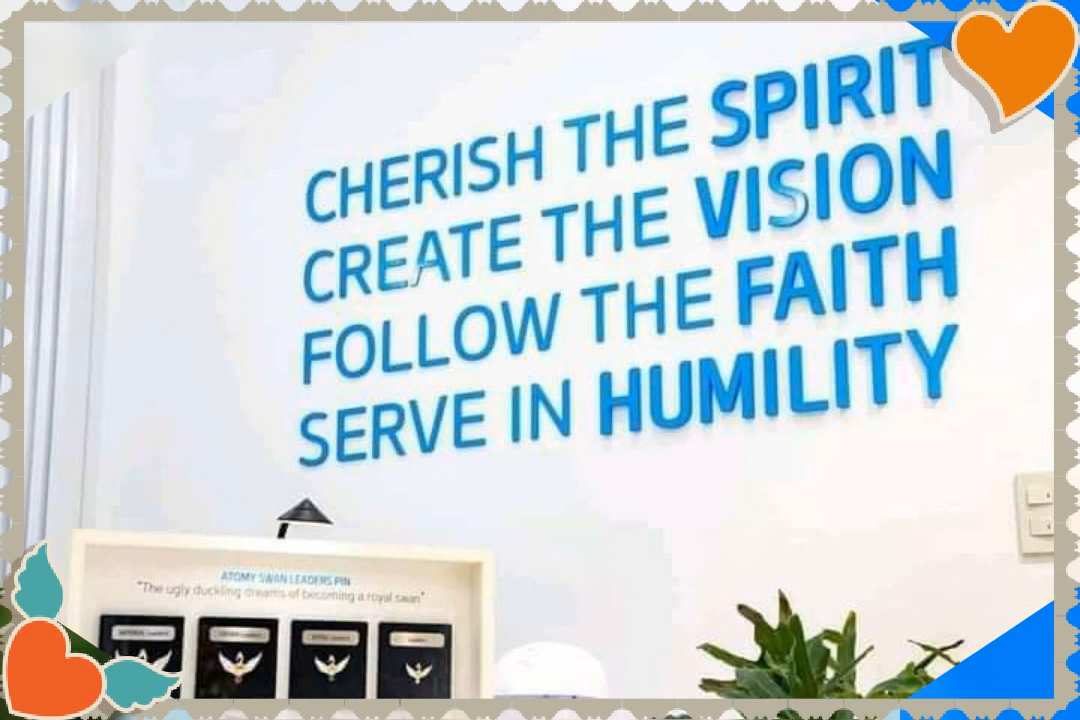 CHERISH THE SPIRIT
CREATE THE VISION
FOLLOW THE FAITH
SERVE IN HUMILITY
ATOMY SWAN LEADERS PIN
"The ugly duckling dreams of becoming a royal swan"